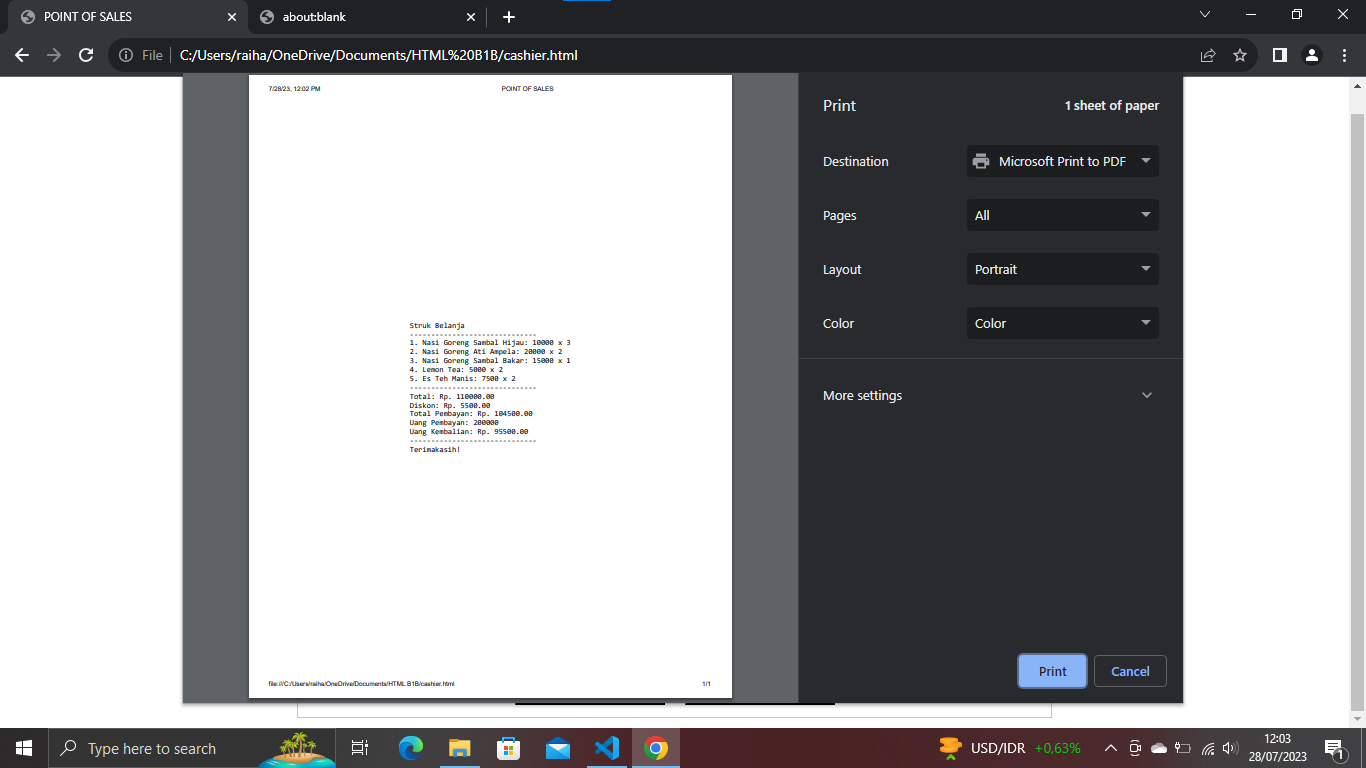 POINT OF SALES
about:blank
File
C:/Users/raiha/OneDrive/Documents/HTML%20B1B/cashier.html
7/28/23, 12:02 PM
POINT OF SALES
Struk Belanja
------------------------------
1. Nasi Goreng Sambal Hijau: 10000 x 3
2. Nasi Goreng Ati Ampela: 20000 x 2
3. Nasi Goreng Sambal Bakar: 15000 x 1
4. Lemon Tea: 5000 x 2
5. Es Teh Manis: 7500 x 2
------------------------------
Total: Rp. 110000.00
Diskon: Rp. 5500.00
Total Pembayan: Rp. 104500.00
Uang Pembayan: 200000
Uang Kembalian: Rp. 95500.00
------------------------------
Terimakasih!
file:///C:/Users/raiha/OneDrive/Documents/HTML B1B/cashier.html
1/1
Print
1 sheet of paper
Destination
Microsoft Print to PDF
Pages
All
Layout
Portrait
Color
Color
More settings
Print
Cancel
Type here to search
USD/IDR +0,63%
12:03
28/07/2023
1